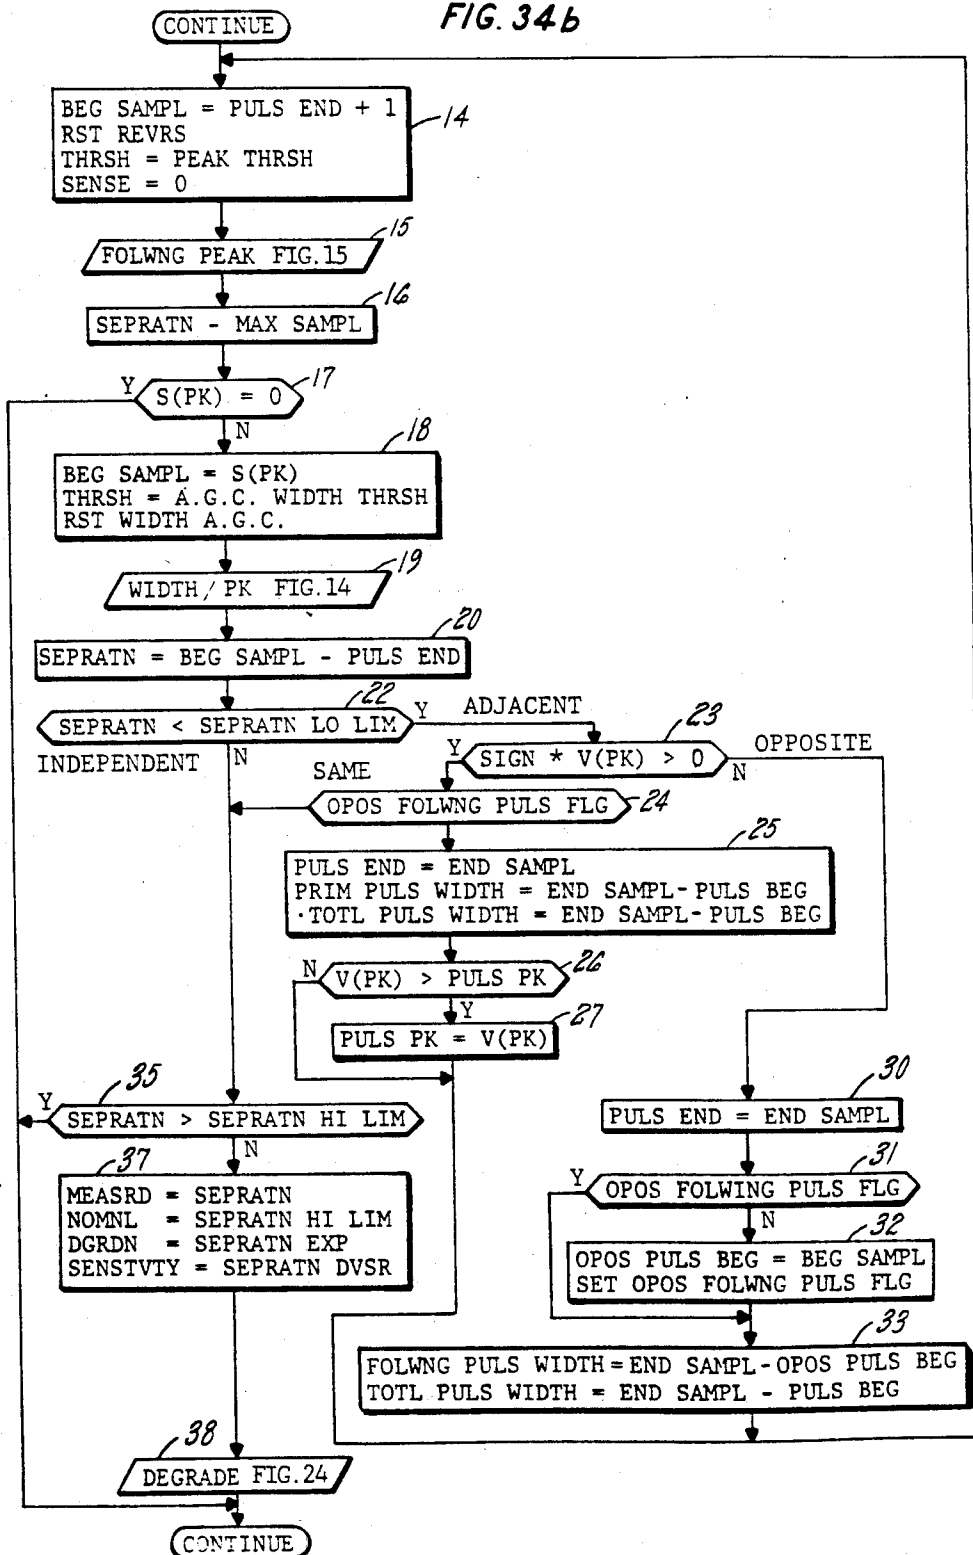 FIG. 34b
CONTINUE
BEG SAMPL = PULS END + 1
RST REVRS
THRSH = PEAK THRSH
SENSE = 0
14
FOLWNG PEAK FIG.15
15
SEPRATN - MAX SAMPL
16
Y
S(PK) = 0
17
N
BEG SAMPL = S(PK)
THRSH = A.G.C. WIDTH THRSH
RST WIDTH A.G.C.
18
WIDTH/PK FIG.14
19
SEPRATN = BEG SAMPL - PULS END
20
SEPRATN < SEPRATN LO LIM
22
Y
ADJACENT
INDEPENDENT
N
SIGN * V(PK) > 0
23
Y
SAME
N
OPPOSITE
OPOS FOLWNG PULS FLG
24
PULS END = END SAMPL
PRIM PULS WIDTH = END SAMPL-PULS BEG
·TOTL PULS WIDTH = END SAMPL-PULS BEG
25
N
V(PK) > PULS PK
26
Y
PULS PK = V(PK)
27
PULS END = END SAMPL
30
Y
OPOS FOLWING PULS FLG
31
N
OPOS PULS BEG = BEG SAMPL
SET OPOS FOLWNG PULS FLG
32
FOLWNG PULS WIDTH=END SAMPL-OPOS PULS BEG
TOTL PULS WIDTH = END SAMPL - PULS BEG
33
Y
SEPRATN > SEPRATN HI LIM
35
N
MEASRD = SEPRATN
NOMNL = SEPRATN HI LIM
DGRDN = SEPRATN EXP
SENSTVTY = SEPRATN DVSR
37
DEGRADE FIG.24
38
CONTINUE